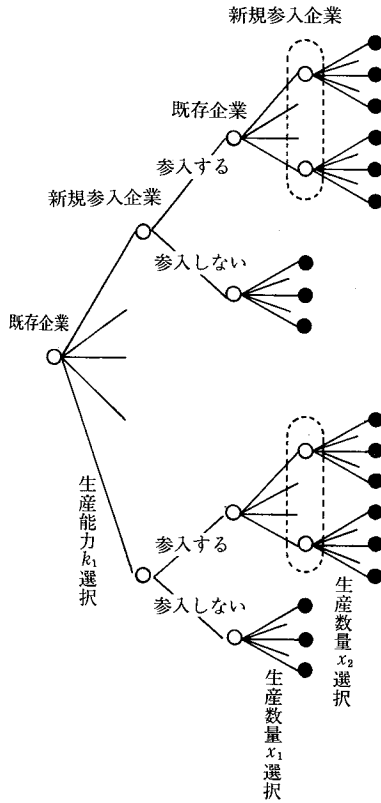 新規参入企業
既存企業
参入する
新規参入企業
参入しない
既存企業
生産能力k₁選択
参入する
参入しない
生産数量x₂選択
生産数量x₁選択